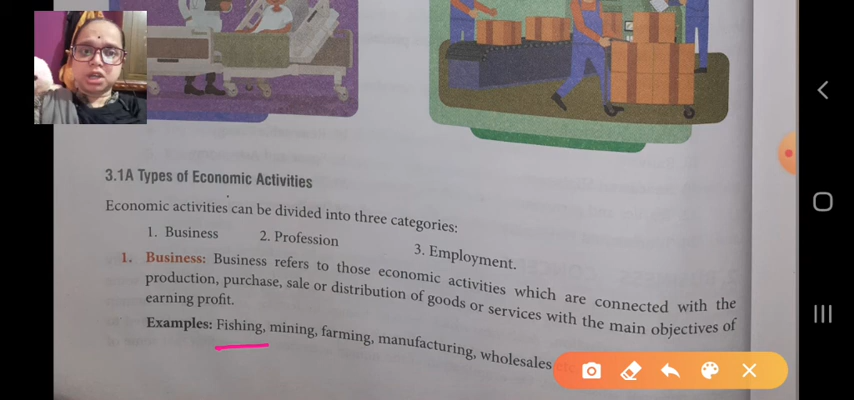 3.1A Types of Economic Activities
Economic activities can be divided into three categories:
1. Business 2. Profession 3. Employment.
1. Business: Business refers to those economic activities which are connected with the
production, purchase, sale or distribution of goods or services with the main objectives of
earning profit.
Examples: Fishing, mining, farming, manufacturing, wholesales